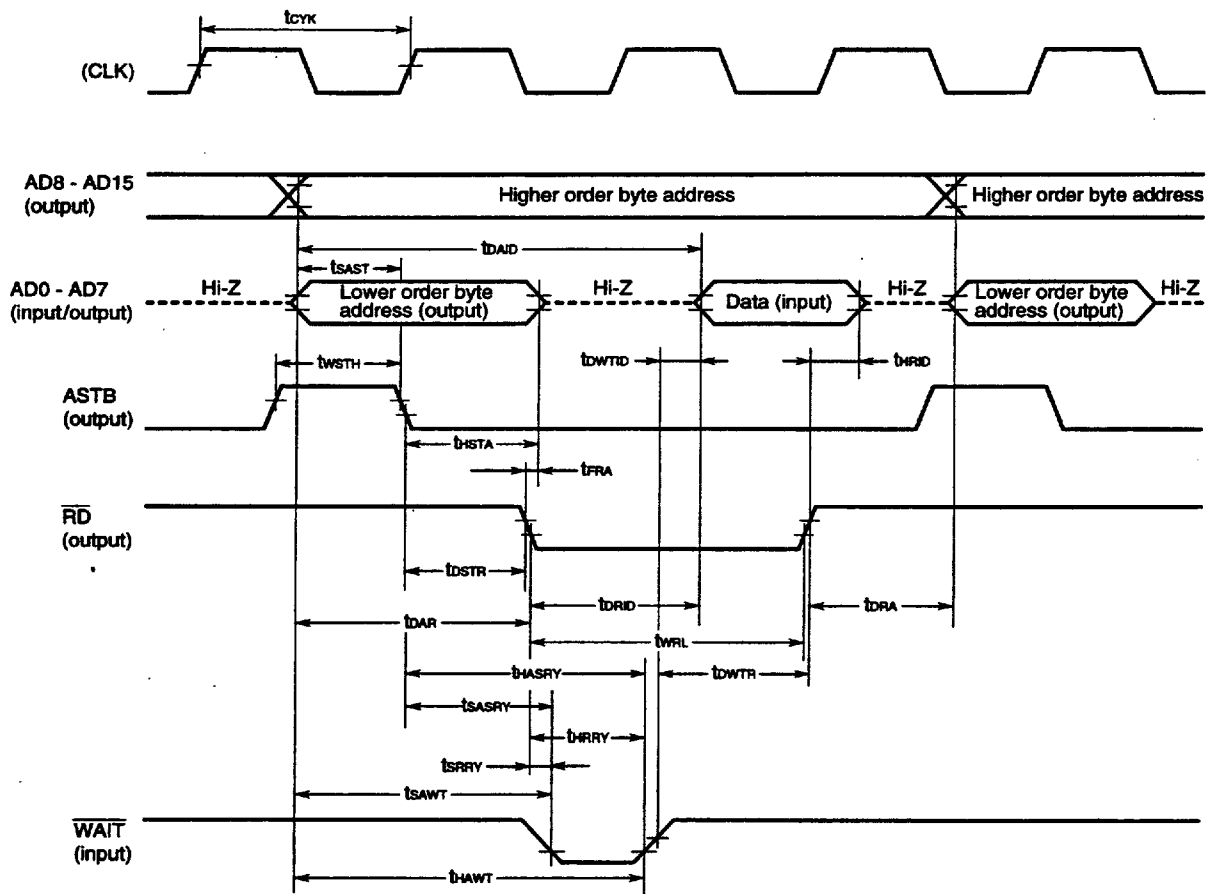 tCYK
(CLK)
AD8 - AD15
(output)
Higher order byte address
Higher order byte address
tDAID
tSAST
AD0 - AD7
(input/output)
Hi-Z
Lower order byte
address (output)
Hi-Z
Data (input)
Hi-Z
Lower order byte
address (output)
Hi-Z
tDWTID
tHRID
tWSTH
ASTB
(output)
tHSTA
tFRA
RD
(output)
tDSTR
tDRID
tDRA
tDAR
tWRL
tHASRY
tDWTR
tSASRY
tHRRY
tSRRY
tSAWT
WAIT
(input)
tHAWT